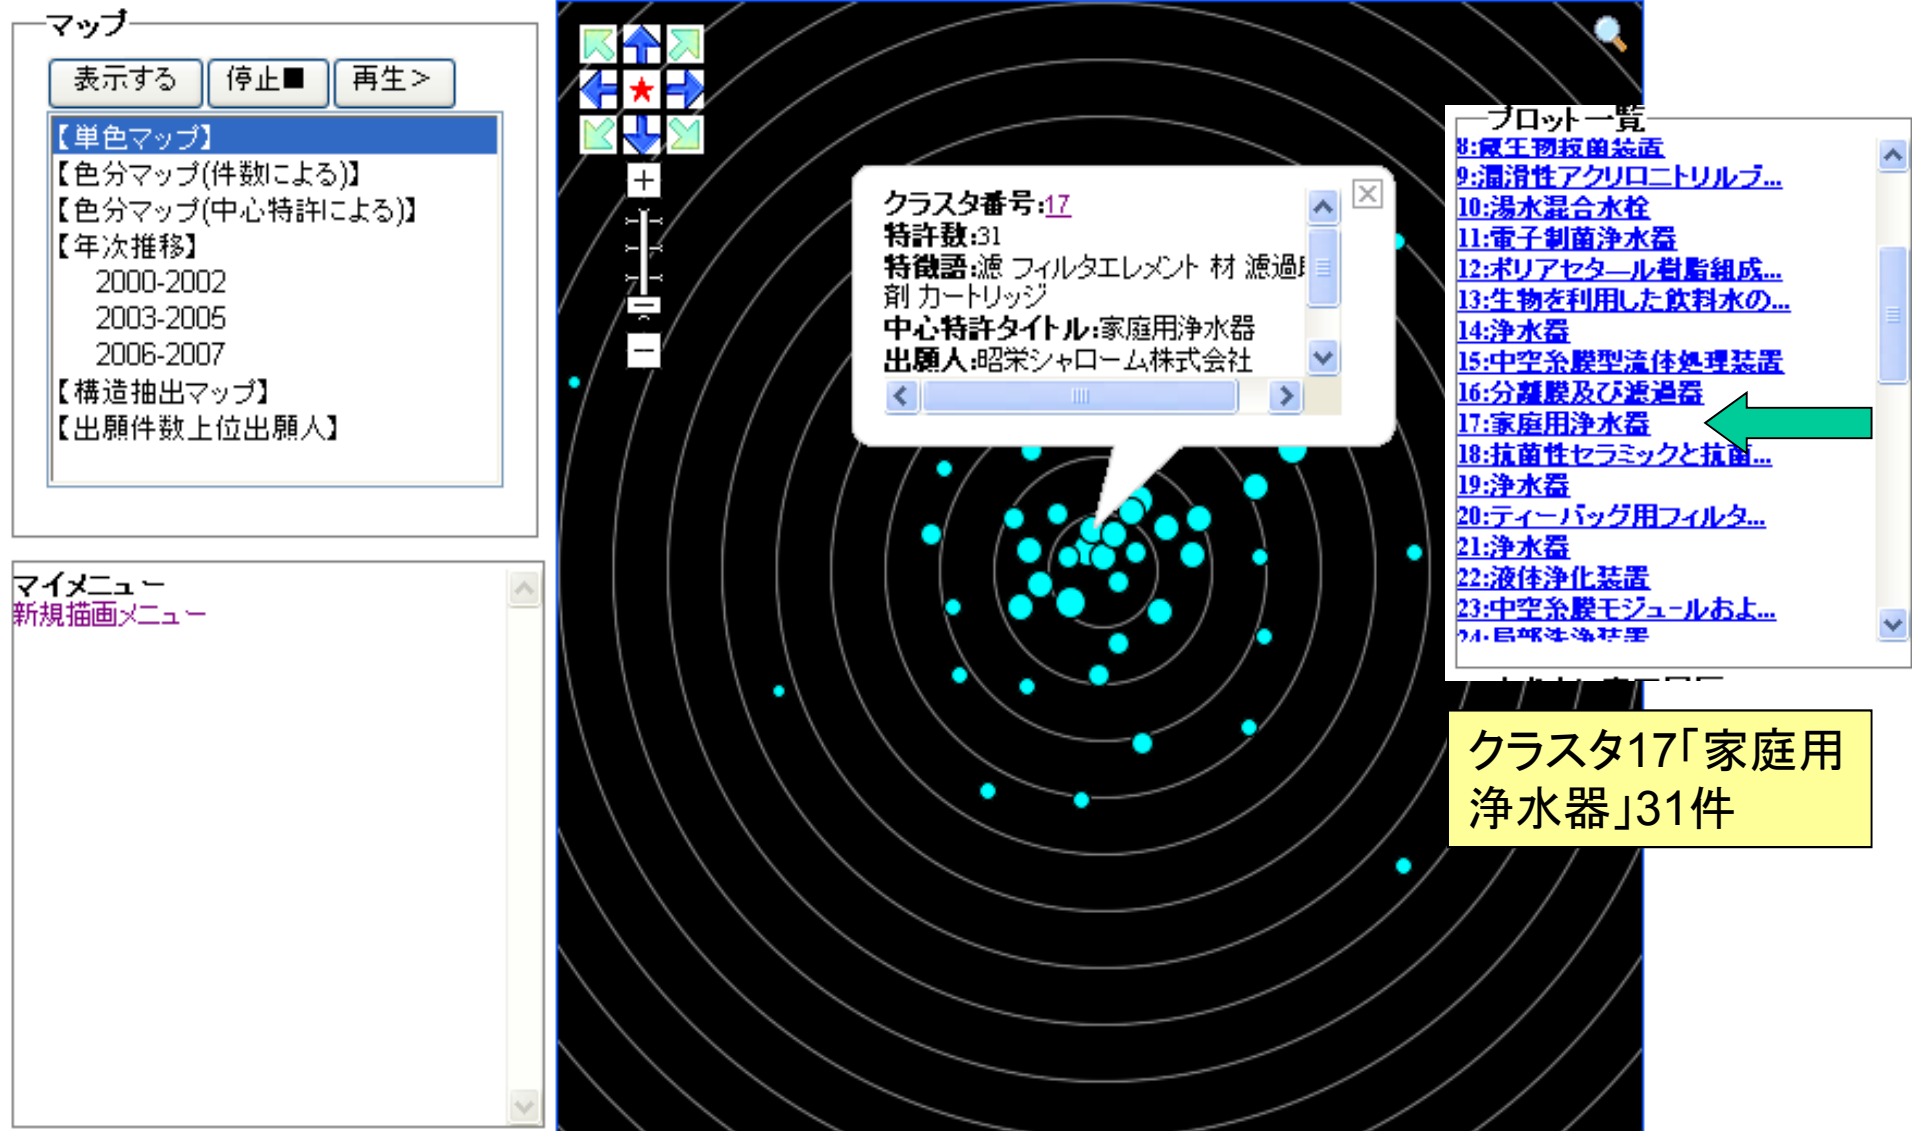 マップ
表示する
停止■
再生>
【単色マップ】
【色分マップ(件数による)】
【色分マップ(中心特許による)】
【年次推移】
2000-2002
2003-2005
2006-2007
【構造抽出マップ】
【出願件数上位出願人】
マイメニュー
新規描画メニュー
クラスタ番号:17
特許数:31
特徴語:濾 フィルタエレメント 材 濾過
剤 カートリッジ
中心特許タイトル:家庭用浄水器
出願人:昭栄シャローム株式会社
プロット一覧
8:微生物殺菌装置
9:潤滑性アクリロニトリルブ...
10:湯水混合水栓
11:電子制菌浄水器
12:ポリアセタール樹脂組成...
13:生物を利用した飲料水の...
14:浄水器
15:中空糸膜型流体処理装置
16:分離膜及び濾過器
17:家庭用浄水器
18:抗菌性セラミックと抗菌...
19:浄水器
20:ティーバッグ用フィルタ...
21:浄水器
22:液体浄化装置
23:中空糸膜モジュールおよ...
24:局部洗浄装置
クラスタ17「家庭用
浄水器」31件